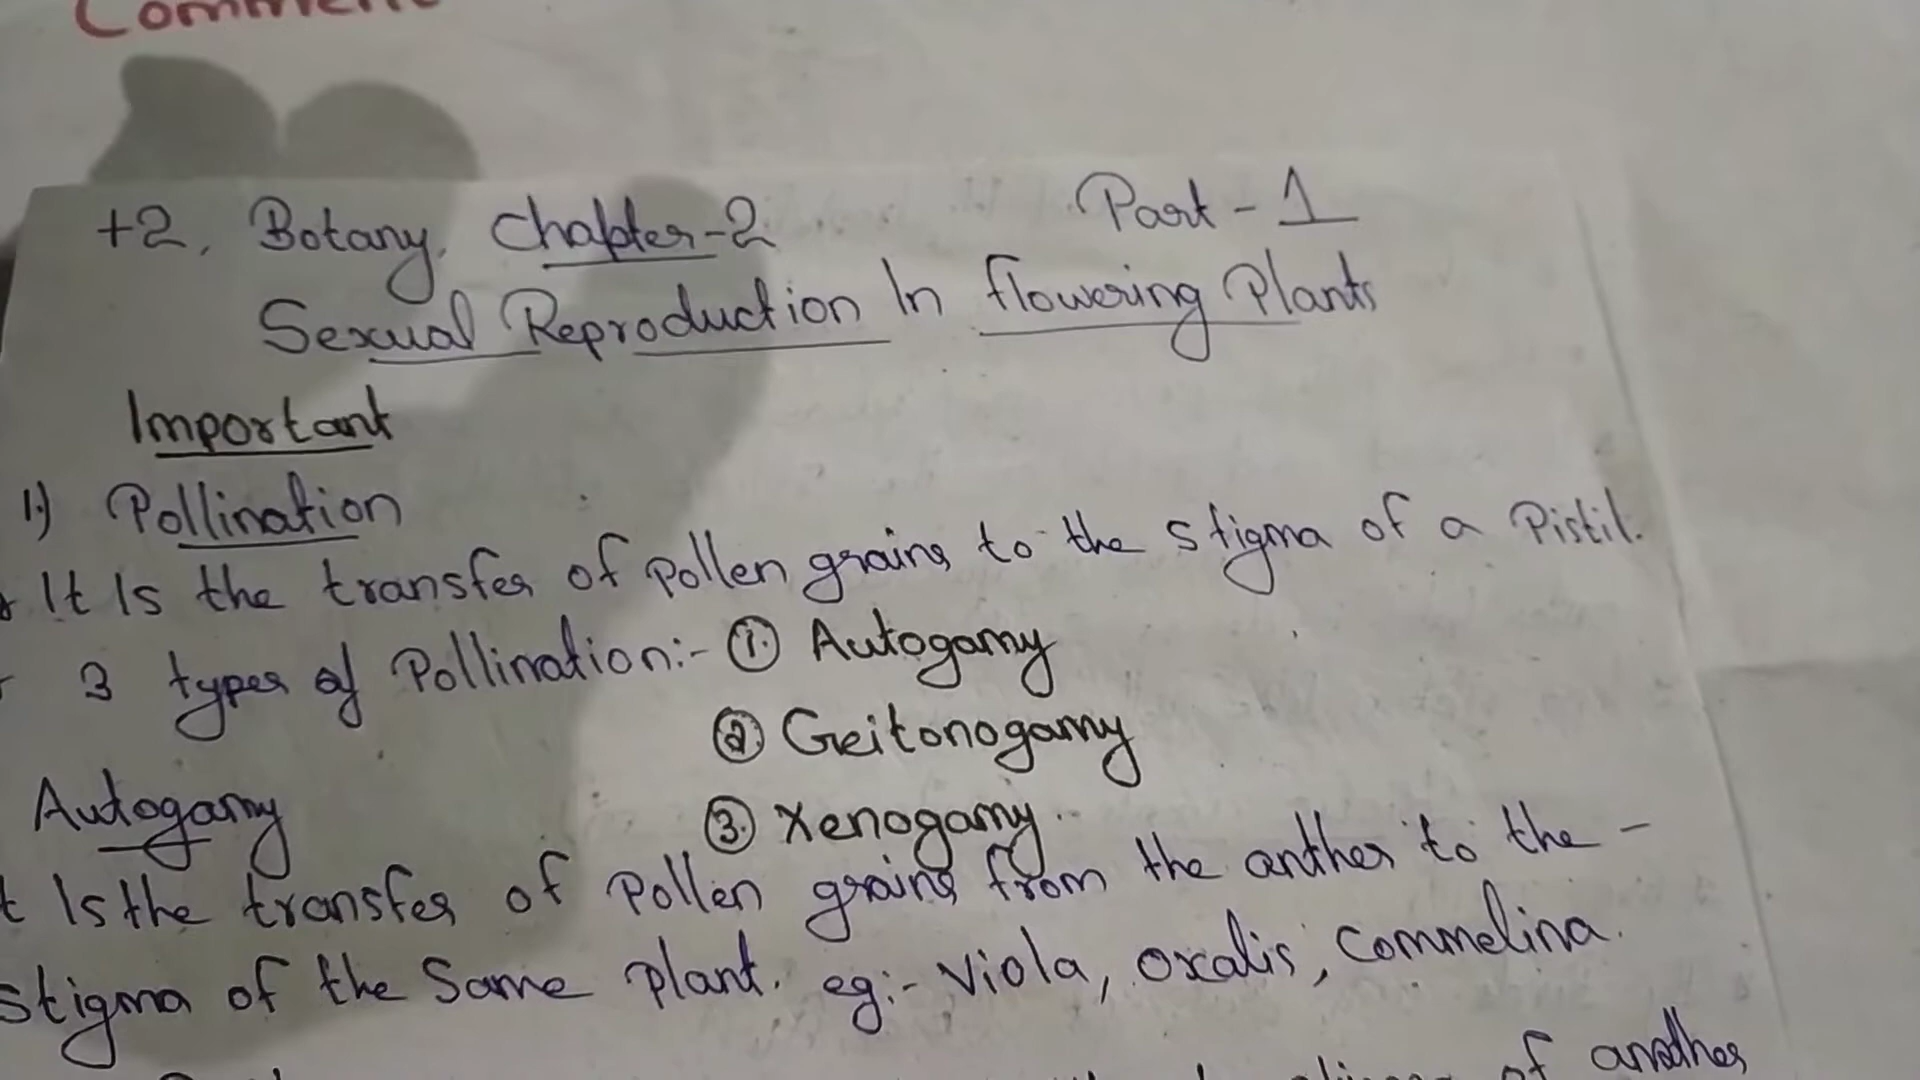 Comment
+2, Botany, Chapter-2 Part - 1
Sexual Reproduction In flowering Plants
Important
1) Pollination
It Is the transfer of Pollen grains to the stigma of a Pistil.
3 types of Pollination:- ① Autogamy
② Geitonogamy
③ Xenogamy
Autogamy
Is the transfer of Pollen grains from the anther to the -
stigma of the Same Plant. eg:- Viola, oxalis, Commelina.
of another